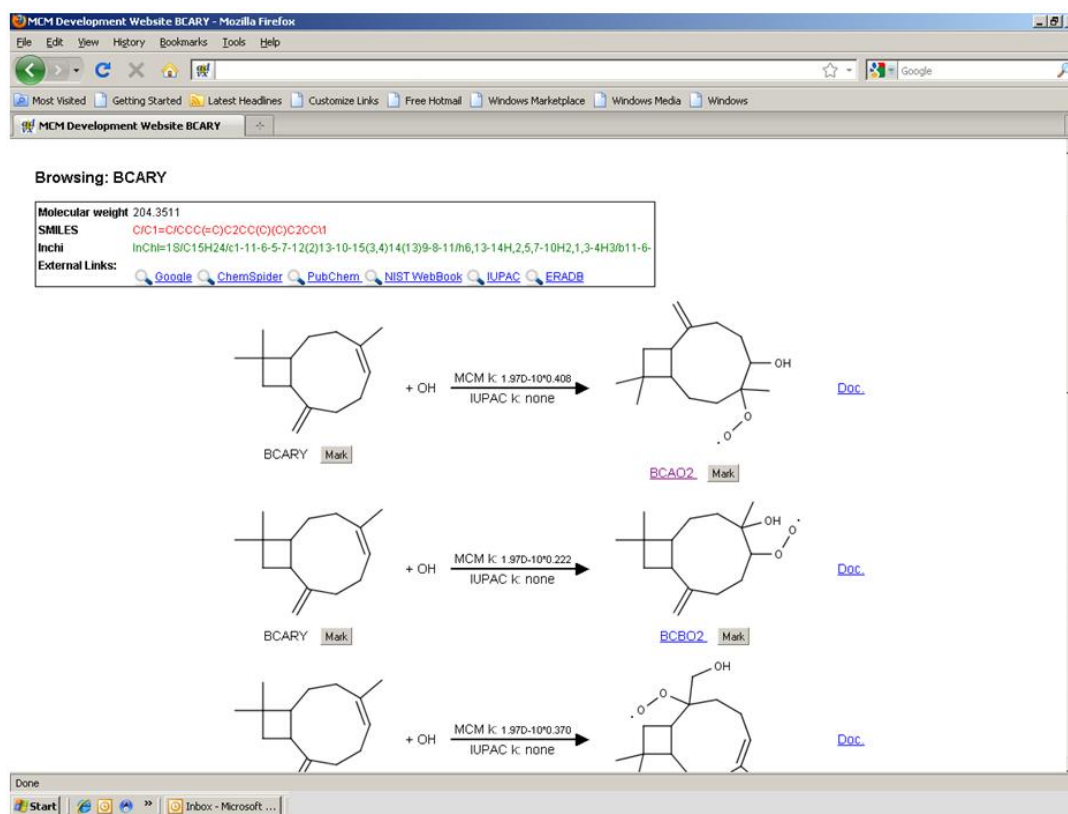 MCM Development Website BCARY - Mozilla Firefox
File Edit View History Bookmarks Tools Help
Google
Most Visited Getting Started Latest Headlines Customize Links Free Hotmail Windows Marketplace Windows Media Windows
MCM Development Website BCARY
Browsing: BCARY
Molecular weight 204.3511
SMILES C/C1=C/CCC(=C)C2CC(C)(C)C2CC\1
Inchi InChI=1S/C15H24/c1-11-6-5-7-12(2)13-10-15(3,4)14(13)9-8-11/h6,13-14H,2,5,7-10H2,1,3-4H3/b11-6-
External Links:
Google ChemSpider PubChem NIST WebBook IUPAC ERADB
+ OH MCM k: 1.97D-10*0.408 OH Doc.
IUPAC k: none
O
. O
BCARY Mark
BCAO2 Mark
OH
O .
+ OH MCM k: 1.97D-10*0.222 O Doc.
IUPAC k: none
BCARY Mark BCBO2 Mark
OH
O
. O
+ OH MCM k: 1.97D-10*0.370 Doc.
IUPAC k: none
Done
Start Inbox - Microsoft ...